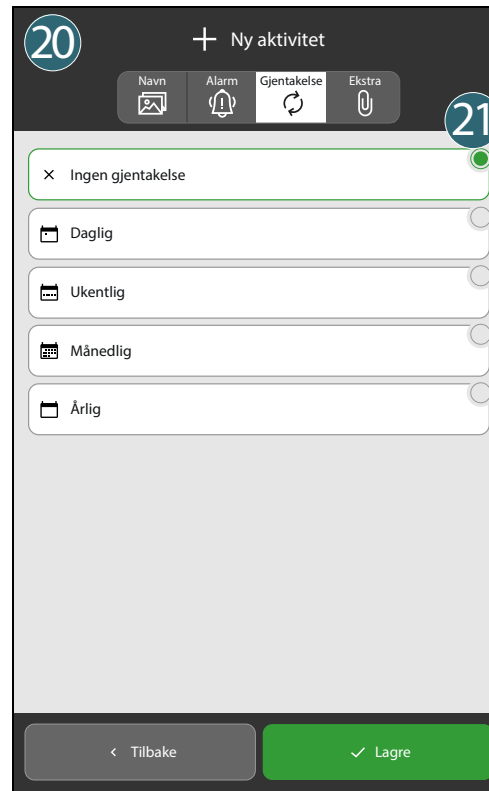 20
Ny aktivitet
Navn Alarm Gjentakelse Ekstra
21
Ingen gjentakelse
Daglig
Ukentlig
Månedlig
Årlig
Tilbake Lagre